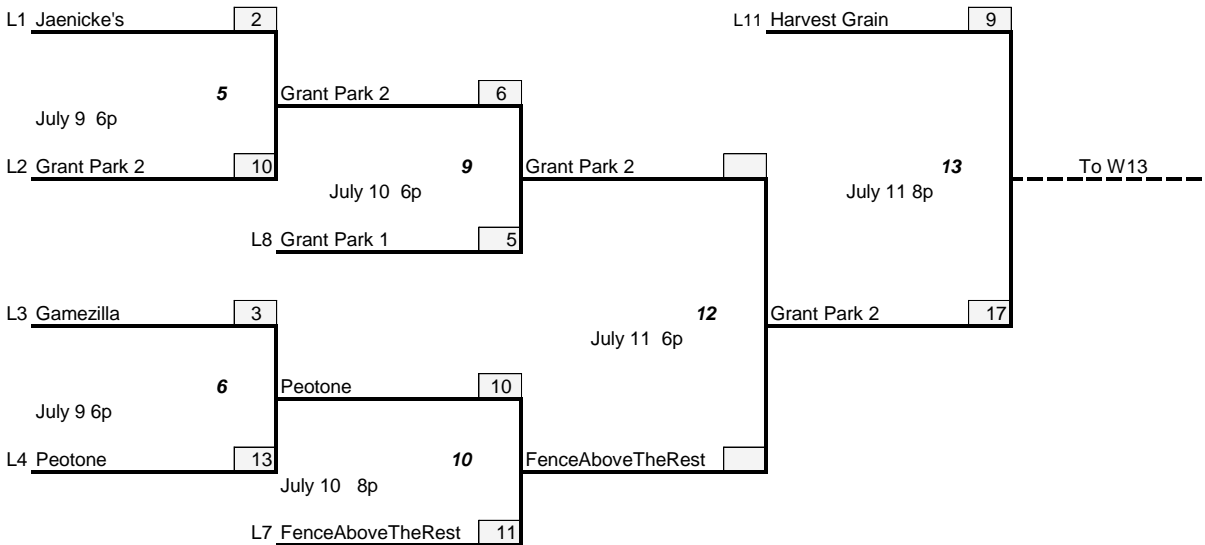 L1 Jaenicke's 2
L11 Harvest Grain 9
5 Grant Park 2 6
July 9 6p
L2 Grant Park 2 10
9 Grant Park 2
13 To W13
July 10 6p
July 11 8p
L8 Grant Park 1 5
L3 Gamezilla 3
12 Grant Park 2 17
July 11 6p
6 Peotone 10
July 9 6p
L4 Peotone 13
10 FenceAboveTheRest
July 10 8p
L7 FenceAboveTheRest 11